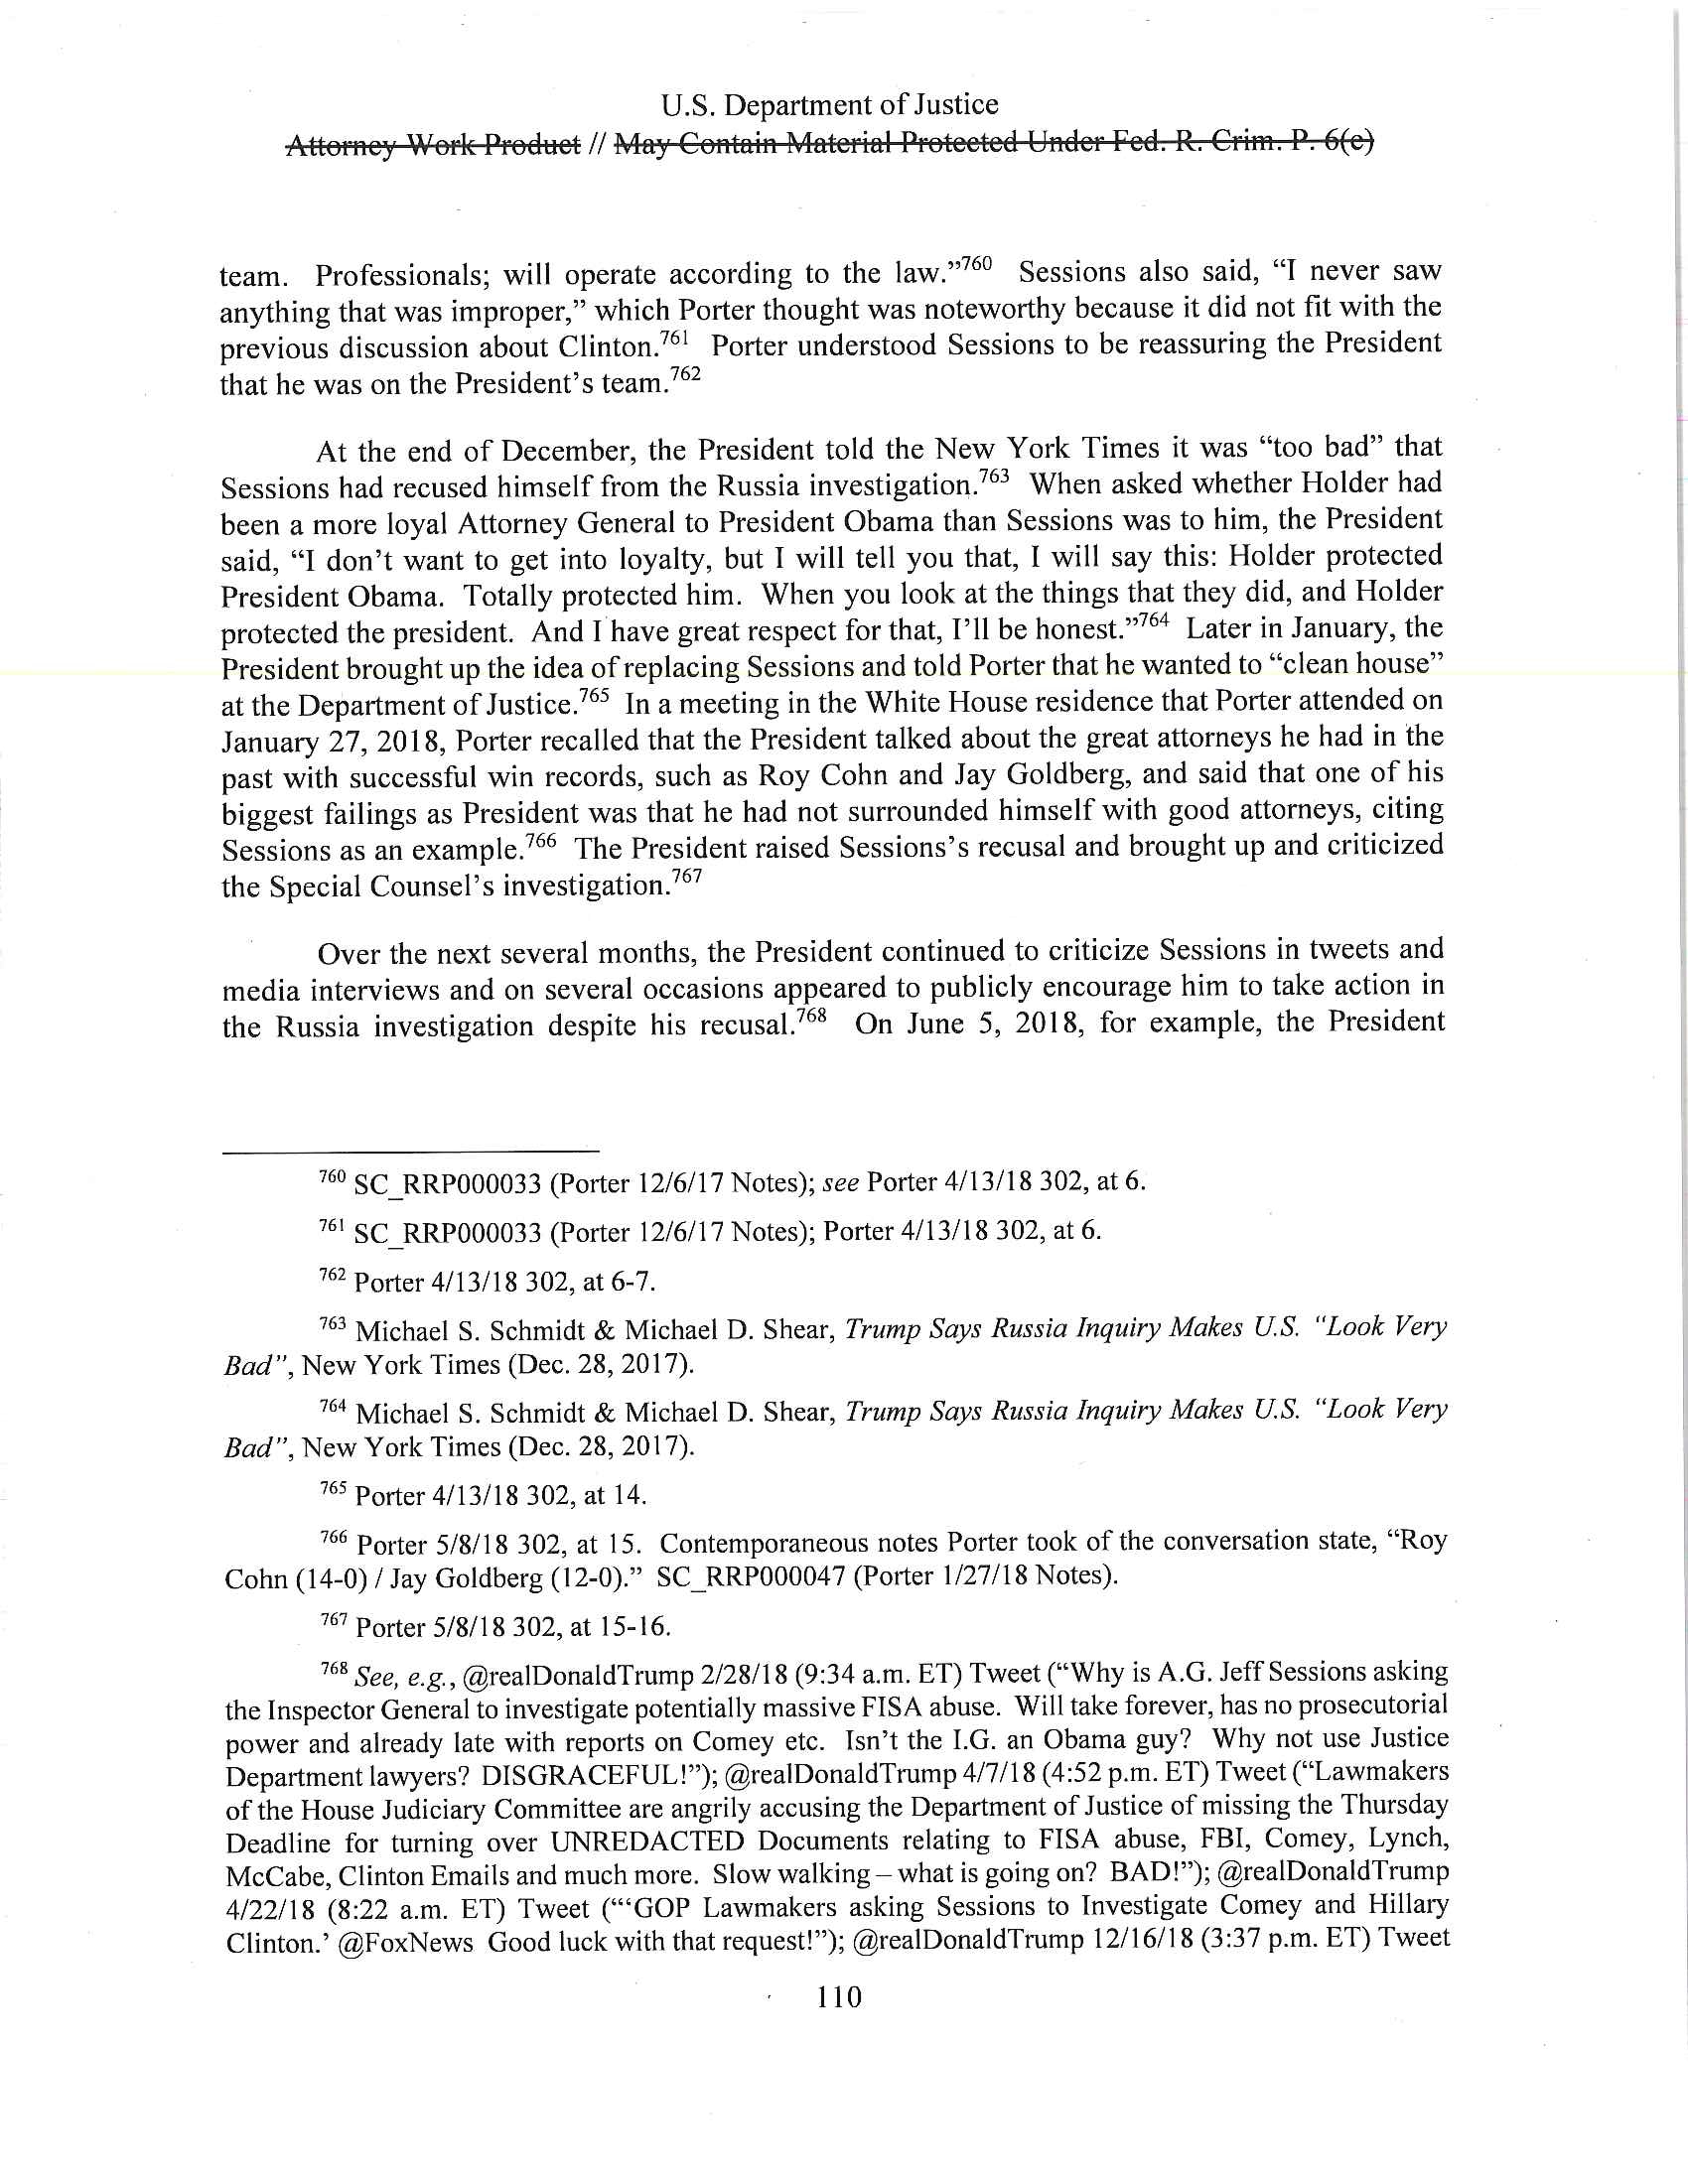 U.S. Department of Justice
Attorney Work Product // May Contain Material Protected Under Fed. R. Crim. P. 6(e)
team. Professionals; will operate according to the law.”760 Sessions also said, “I never saw
anything that was improper,” which Porter thought was noteworthy because it did not fit with the
previous discussion about Clinton.761 Porter understood Sessions to be reassuring the President
that he was on the President’s team.762
At the end of December, the President told the New York Times it was “too bad” that
Sessions had recused himself from the Russia investigation.763 When asked whether Holder had
been a more loyal Attorney General to President Obama than Sessions was to him, the President
said, “I don’t want to get into loyalty, but I will tell you that, I will say this: Holder protected
President Obama. Totally protected him. When you look at the things that they did, and Holder
protected the president. And I have great respect for that, I’ll be honest.”764 Later in January, the
President brought up the idea of replacing Sessions and told Porter that he wanted to “clean house”
at the Department of Justice.765 In a meeting in the White House residence that Porter attended on
January 27, 2018, Porter recalled that the President talked about the great attorneys he had in the
past with successful win records, such as Roy Cohn and Jay Goldberg, and said that one of his
biggest failings as President was that he had not surrounded himself with good attorneys, citing
Sessions as an example.766 The President raised Sessions’s recusal and brought up and criticized
the Special Counsel’s investigation.767
Over the next several months, the President continued to criticize Sessions in tweets and
media interviews and on several occasions appeared to publicly encourage him to take action in
the Russia investigation despite his recusal.768 On June 5, 2018, for example, the President
760 SC_RRP000033 (Porter 12/6/17 Notes); see Porter 4/13/18 302, at 6.
761 SC_RRP000033 (Porter 12/6/17 Notes); Porter 4/13/18 302, at 6.
762 Porter 4/13/18 302, at 6-7.
763 Michael S. Schmidt & Michael D. Shear, Trump Says Russia Inquiry Makes U.S. “Look Very
Bad”, New York Times (Dec. 28, 2017).
764 Michael S. Schmidt & Michael D. Shear, Trump Says Russia Inquiry Makes U.S. “Look Very
Bad”, New York Times (Dec. 28, 2017).
765 Porter 4/13/18 302, at 14.
766 Porter 5/8/18 302, at 15. Contemporaneous notes Porter took of the conversation state, “Roy
Cohn (14-0) / Jay Goldberg (12-0).” SC_RRP000047 (Porter 1/27/18 Notes).
767 Porter 5/8/18 302, at 15-16.
768 See, e.g., @realDonaldTrump 2/28/18 (9:34 a.m. ET) Tweet (“Why is A.G. Jeff Sessions asking
the Inspector General to investigate potentially massive FISA abuse. Will take forever, has no prosecutorial
power and already late with reports on Comey etc. Isn’t the I.G. an Obama guy? Why not use Justice
Department lawyers? DISGRACEFUL!”); @realDonaldTrump 4/7/18 (4:52 p.m. ET) Tweet (“Lawmakers
of the House Judiciary Committee are angrily accusing the Department of Justice of missing the Thursday
Deadline for turning over UNREDACTED Documents relating to FISA abuse, FBI, Comey, Lynch,
McCabe, Clinton Emails and much more. Slow walking – what is going on? BAD!”); @realDonaldTrump
4/22/18 (8:22 a.m. ET) Tweet (“‘GOP Lawmakers asking Sessions to Investigate Comey and Hillary
Clinton.’ @FoxNews Good luck with that request!”); @realDonaldTrump 12/16/18 (3:37 p.m. ET) Tweet
110